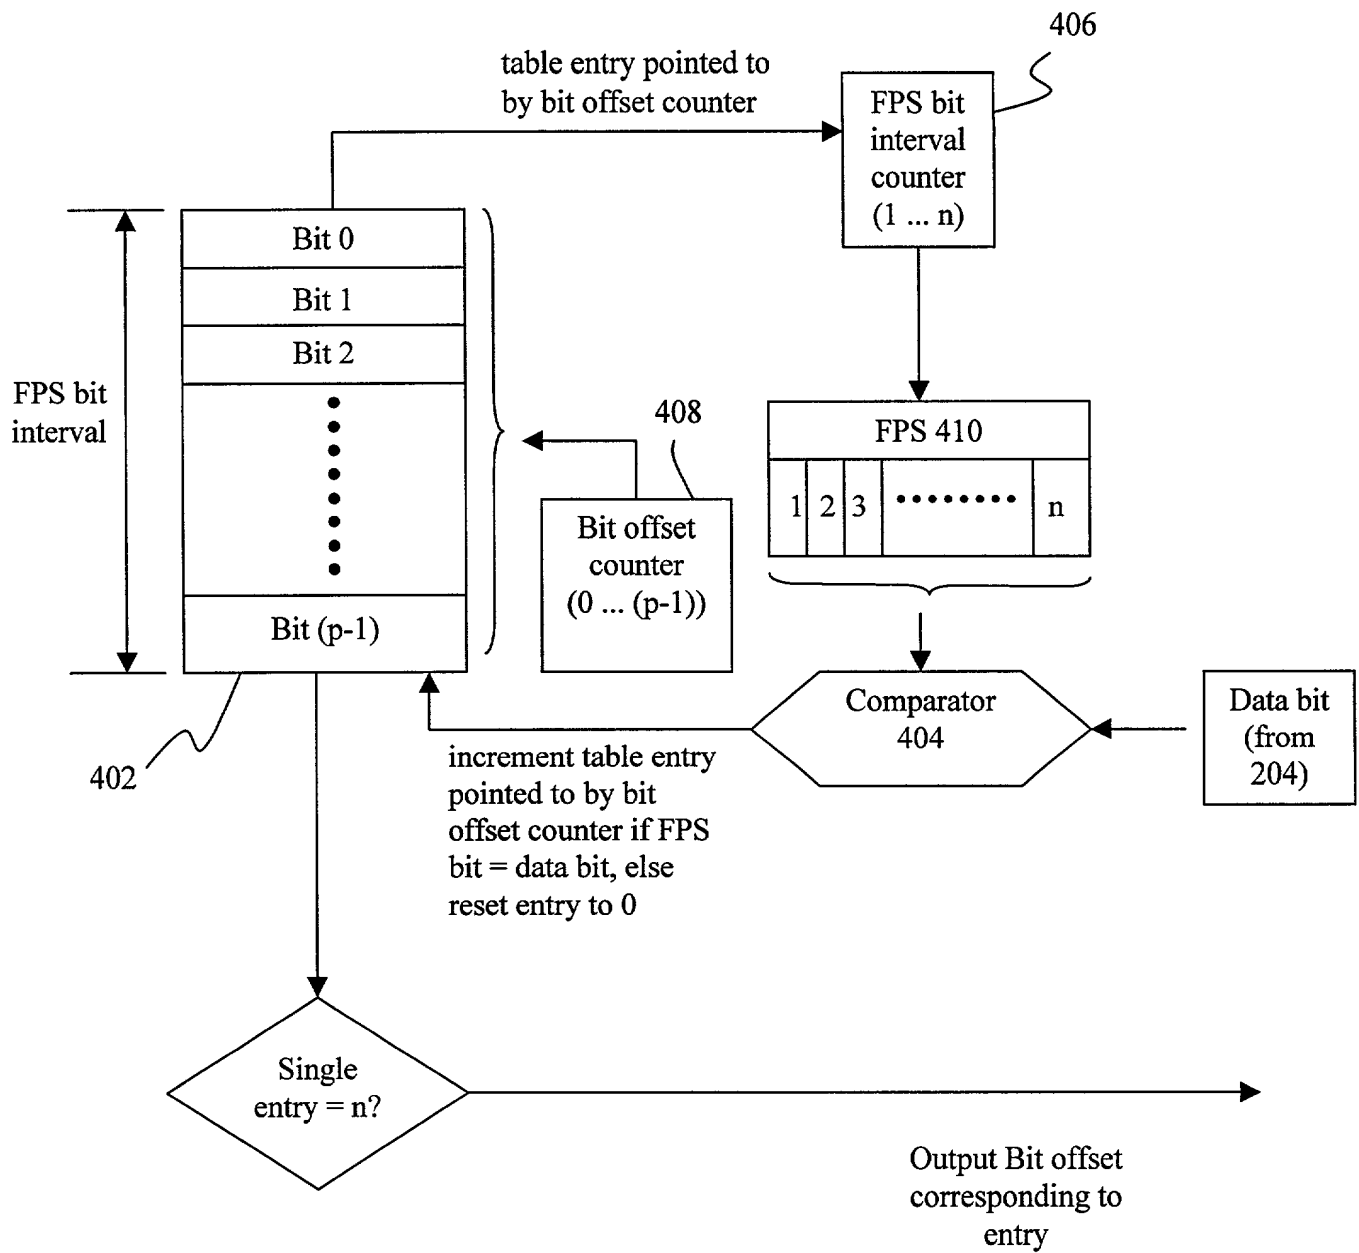 406
table entry pointed to
by bit offset counter
FPS bit
interval
counter
(1 ... n)
Bit 0
Bit 1
Bit 2
FPS bit
interval
408
FPS 410
1 2 3 n
Bit offset
counter
(0 ... (p-1))
Bit (p-1)
Comparator
404
Data bit
(from
204)
402
increment table entry
pointed to by bit
offset counter if FPS
bit = data bit, else
reset entry to 0
Single
entry = n?
Output Bit offset
corresponding to
entry